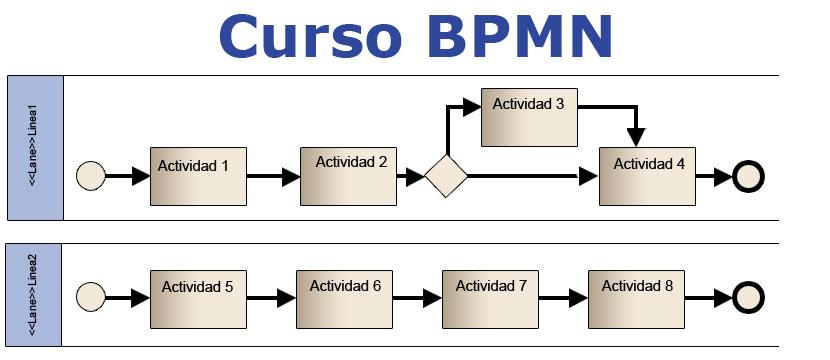 Curso BPMN
<<Lane>>Linea1
Actividad 1
Actividad 2
Actividad 3
Actividad 4
<<Lane>>Linea2
Actividad 5
Actividad 6
Actividad 7
Actividad 8